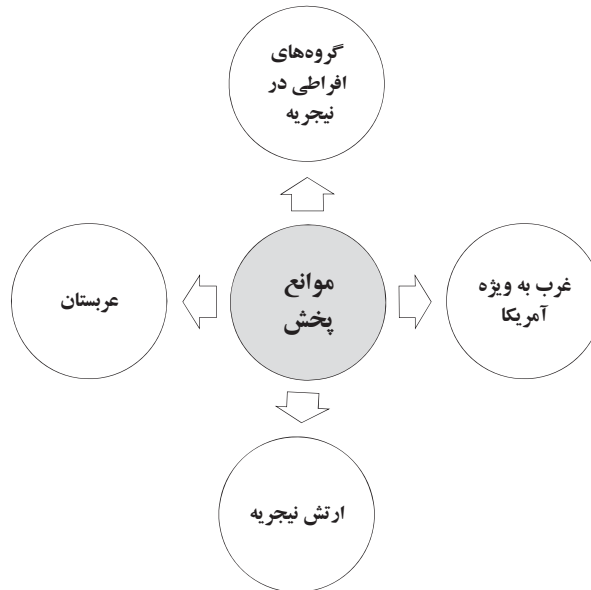 گروه‌های
افراطی در
نیجریه
غرب به ویژه
آمریکا
موانع
پخش
عربستان
ارتش نیجریه